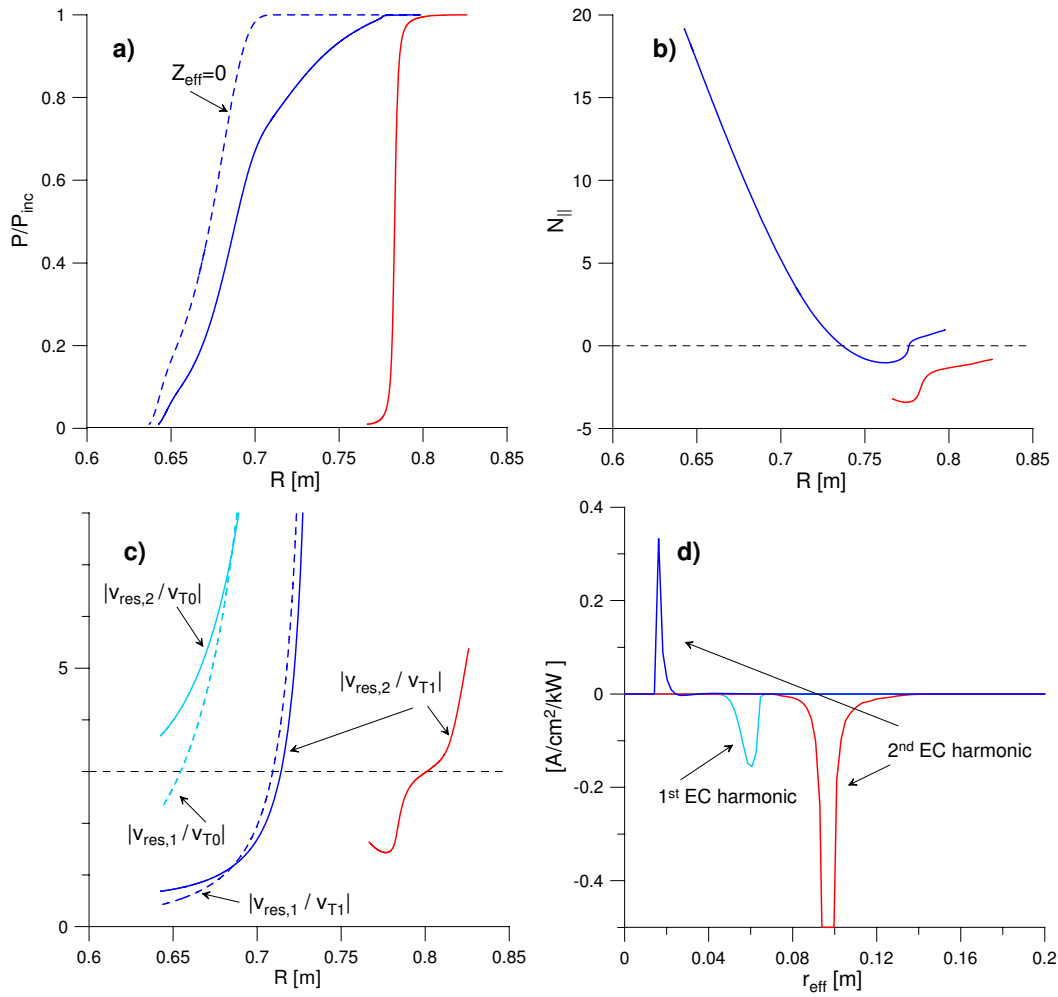 a)
Z_eff=0
P/P_inc
1
0.8
0.6
0.4
0.2
0
0.6 0.65 0.7 0.75 0.8 0.85
R [m]
b)
N_||
20
15
10
5
0
-5
0.6 0.65 0.7 0.75 0.8 0.85
R [m]
c)
|v_res,2 / v_T0|
|v_res,2 / v_T1|
|v_res,1 / v_T0|
|v_res,1 / v_T1|
5
0
0.6 0.65 0.7 0.75 0.8 0.85
R [m]
d)
[A/cm²/kW ]
0.4
0.2
0
-0.2
-0.4
1st EC harmonic
2nd EC harmonic
0 0.04 0.08 0.12 0.16 0.2
r_eff [m]